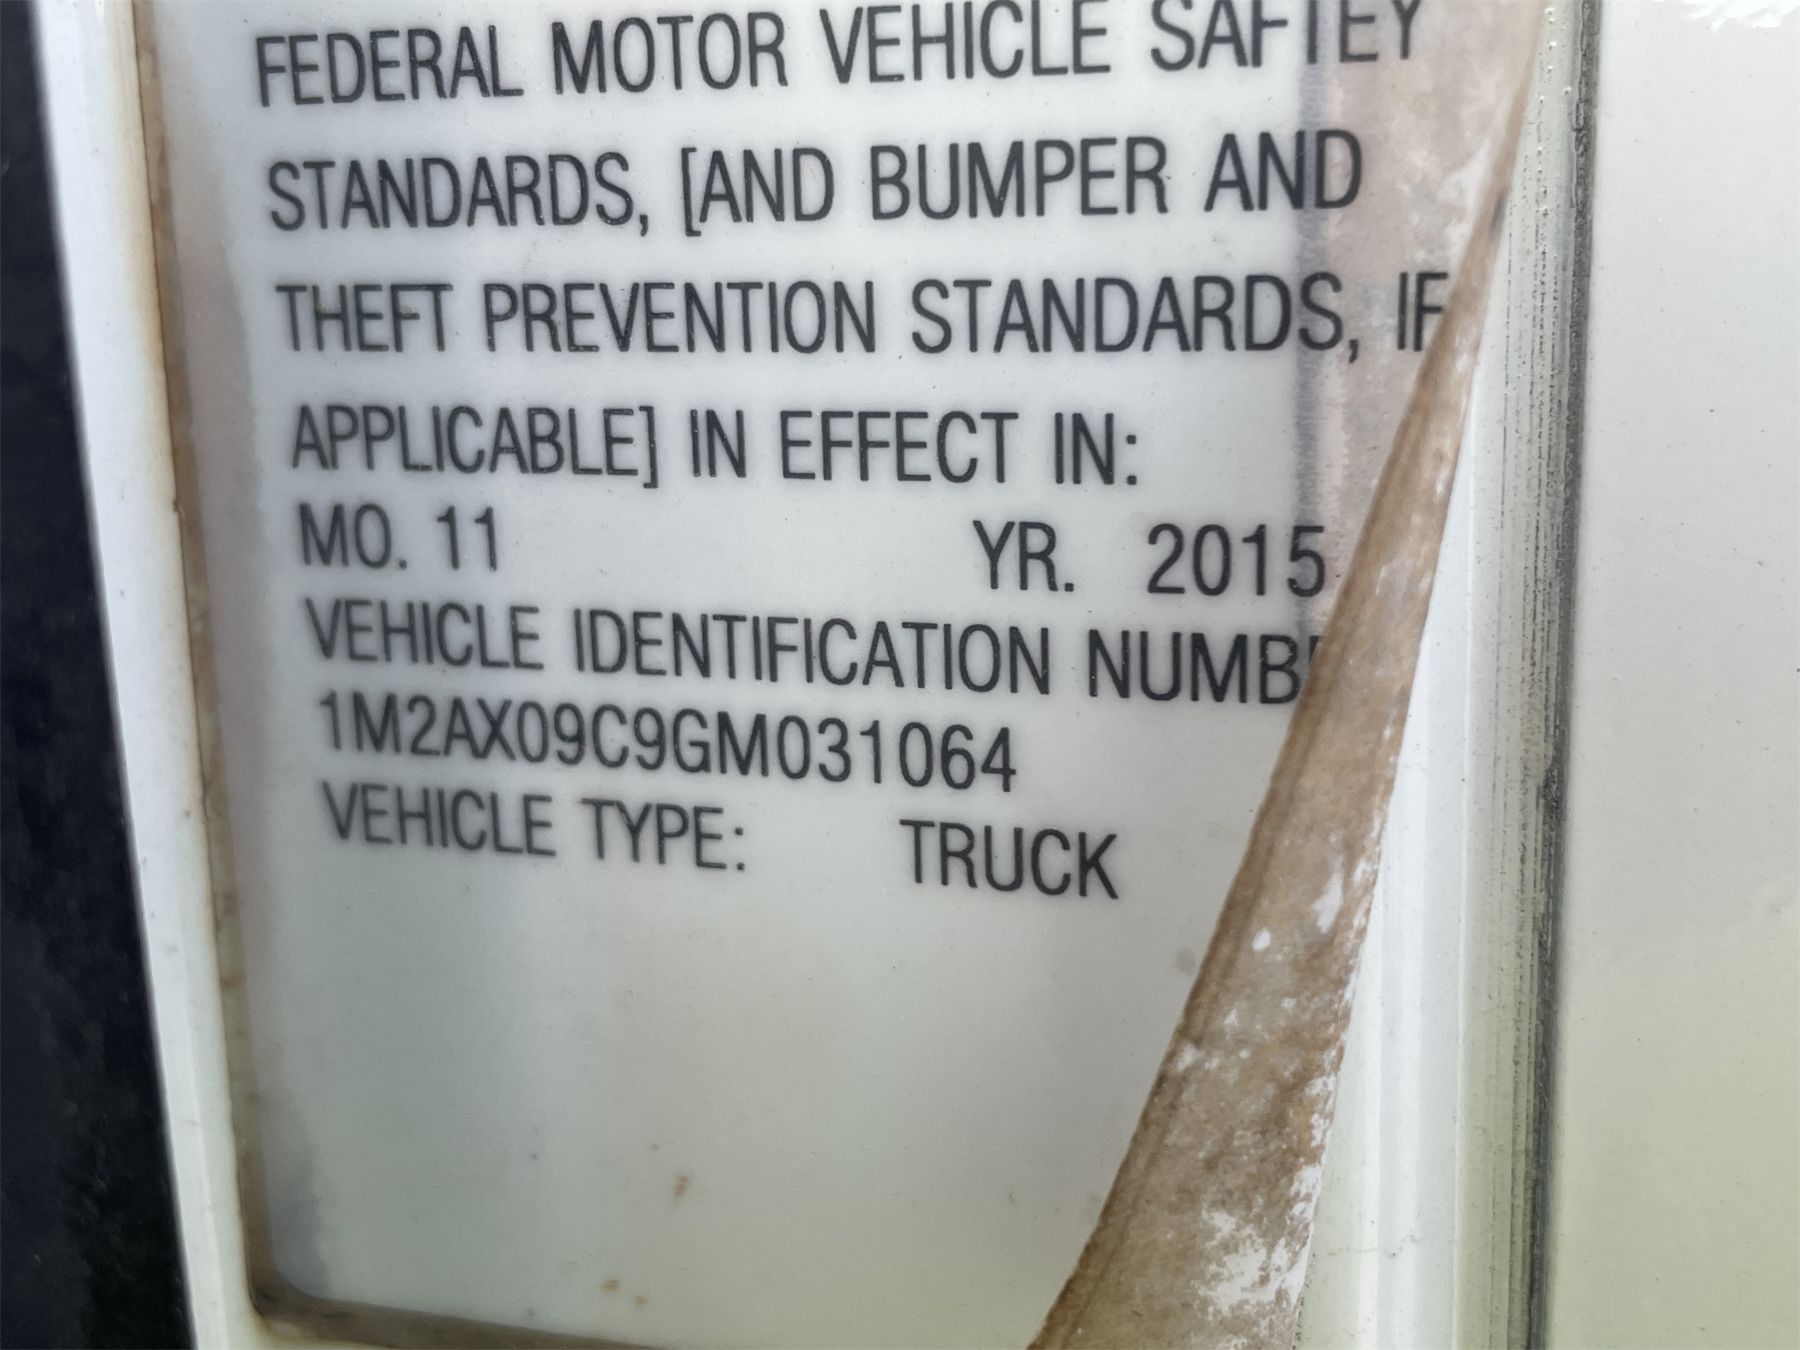 FEDERAL MOTOR VEHICLE SAFTEY
STANDARDS, [AND BUMPER AND
THEFT PREVENTION STANDARDS, IF
APPLICABLE] IN EFFECT IN:
MO. 11 YR. 2015
VEHICLE IDENTIFICATION NUMB
1M2AX09C9GM031064
VEHICLE TYPE: TRUCK